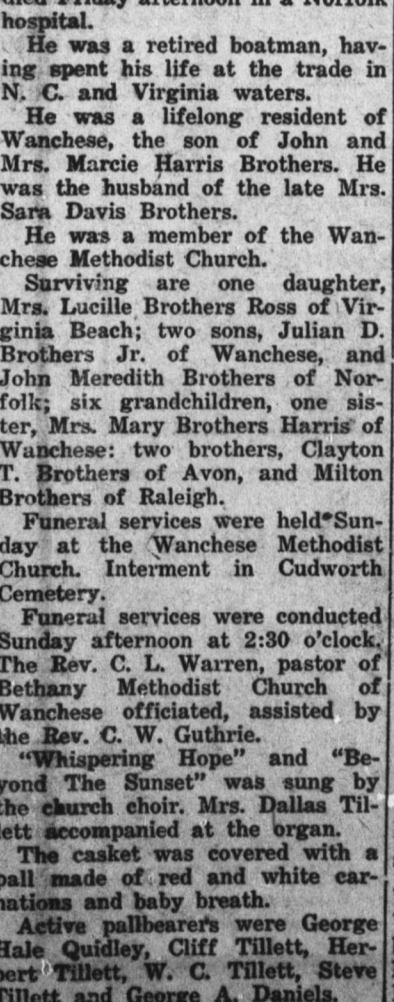 died Friday afternoon in a Norfolk
hospital.
He was a retired boatman, hav-
ing spent his life at the trade in
N. C. and Virginia waters.
He was a lifelong resident of
Wanchese, the son of John and
Mrs. Marcie Harris Brothers. He
was the husband of the late Mrs.
Sara Davis Brothers.
He was a member of the Wan-
chese Methodist Church.
Surviving are one daughter,
Mrs. Lucille Brothers Ross of Vir-
ginia Beach; two sons, Julian D.
Brothers Jr. of Wanchese, and
John Meredith Brothers of Nor-
folk; six grandchildren, one sis-
ter, Mrs. Mary Brothers Harris of
Wanchese: two brothers, Clayton
T. Brothers of Avon, and Milton
Brothers of Raleigh.
Funeral services were held Sun-
day at the Wanchese Methodist
Church. Interment in Cudworth
Cemetery.
Funeral services were conducted
Sunday afternoon at 2:30 o'clock.
The Rev. C. L. Warren, pastor of
Bethany Methodist Church of
Wanchese officiated, assisted by
the Rev. C. W. Guthrie.
"Whispering Hope" and "Be-
yond The Sunset" was sung by
the church choir. Mrs. Dallas Til-
lett accompanied at the organ.
The casket was covered with a
pall made of red and white car-
nations and baby breath.
Active pallbearers were George
Hale Quidley, Cliff Tillett, Her-
bert Tillett, W. C. Tillett, Steve
Tillett and George A. Daniels.